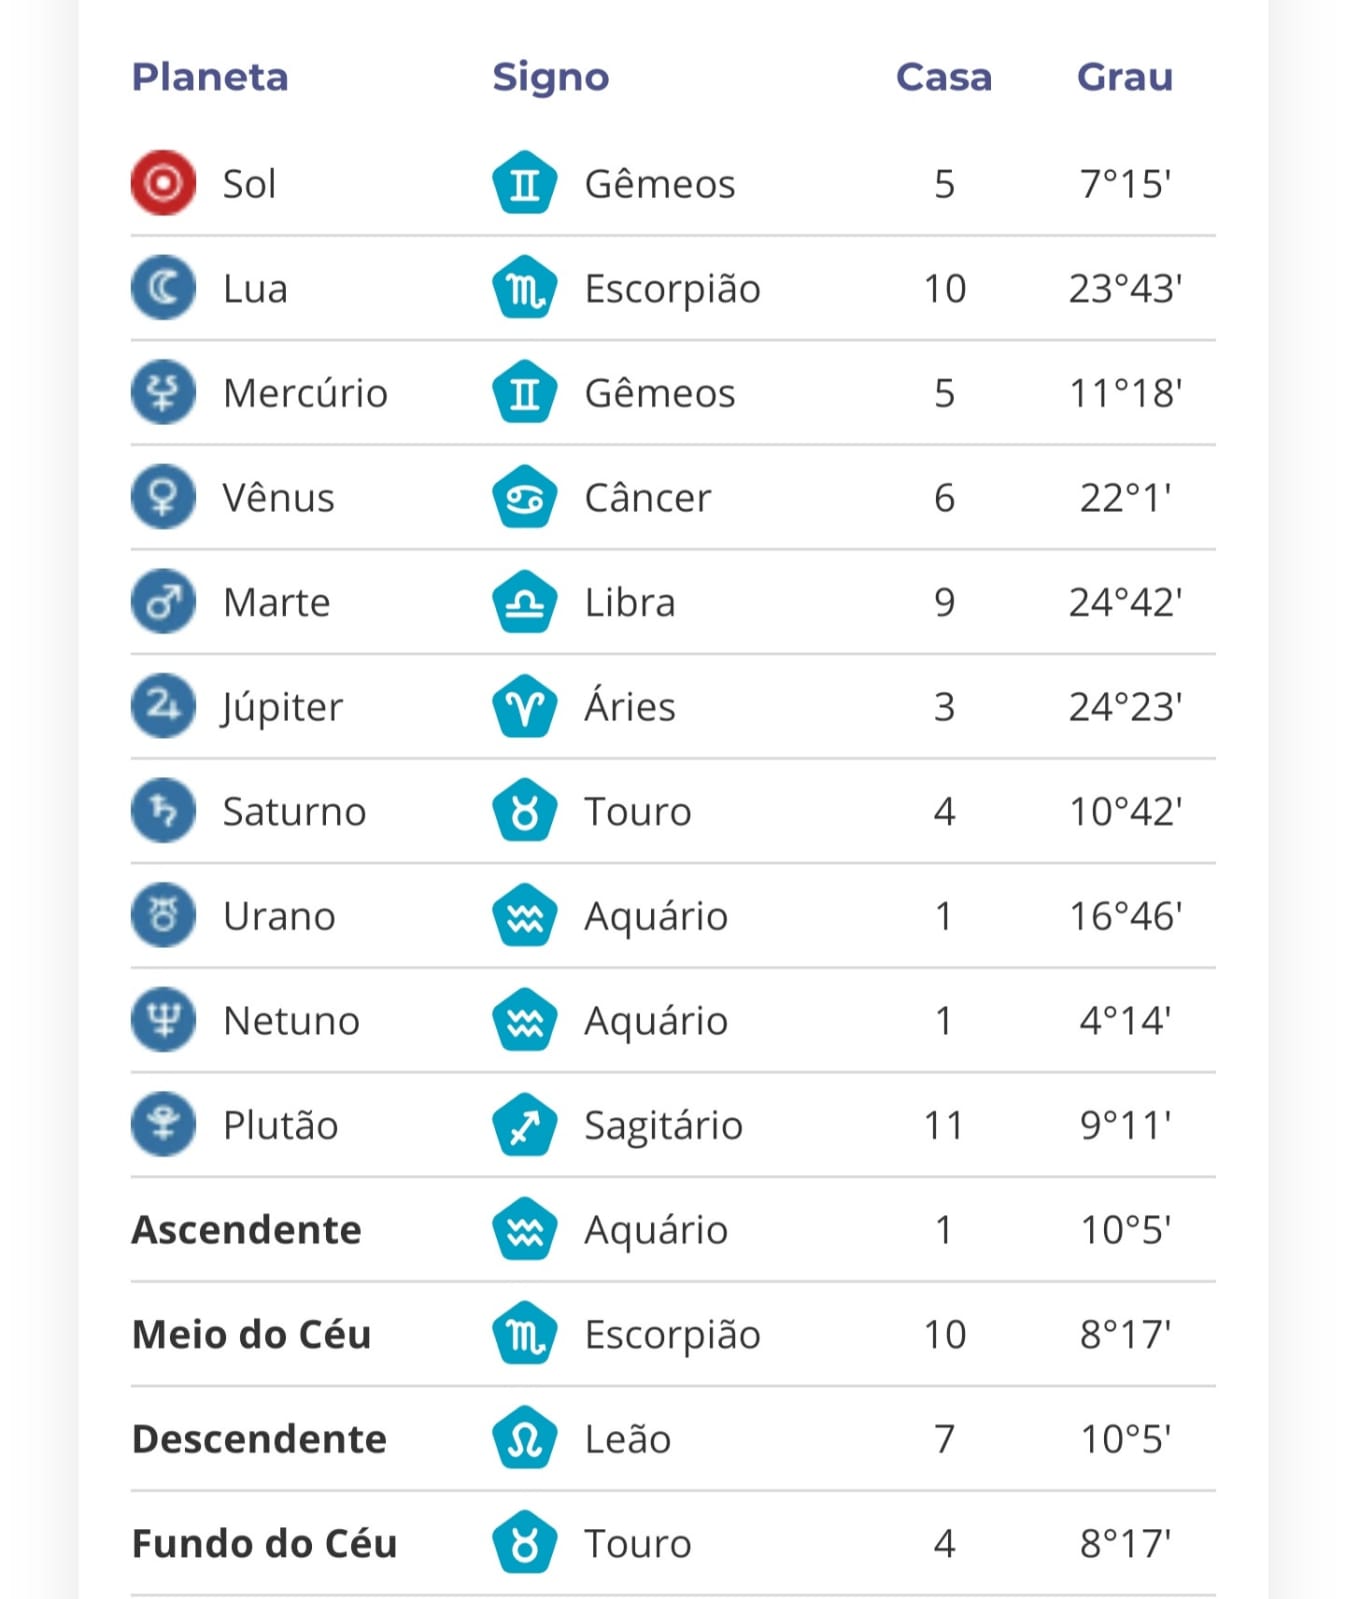 Planeta Signo Casa Grau
Sol Gêmeos 5 7°15'
Lua Escorpião 10 23°43'
Mercúrio Gêmeos 5 11°18'
Vênus Câncer 6 22°1'
Marte Libra 9 24°42'
Júpiter Áries 3 24°23'
Saturno Touro 4 10°42'
Urano Aquário 1 16°46'
Netuno Aquário 1 4°14'
Plutão Sagitário 11 9°11'
Ascendente Aquário 1 10°5'
Meio do Céu Escorpião 10 8°17'
Descendente Leão 7 10°5'
Fundo do Céu Touro 4 8°17'